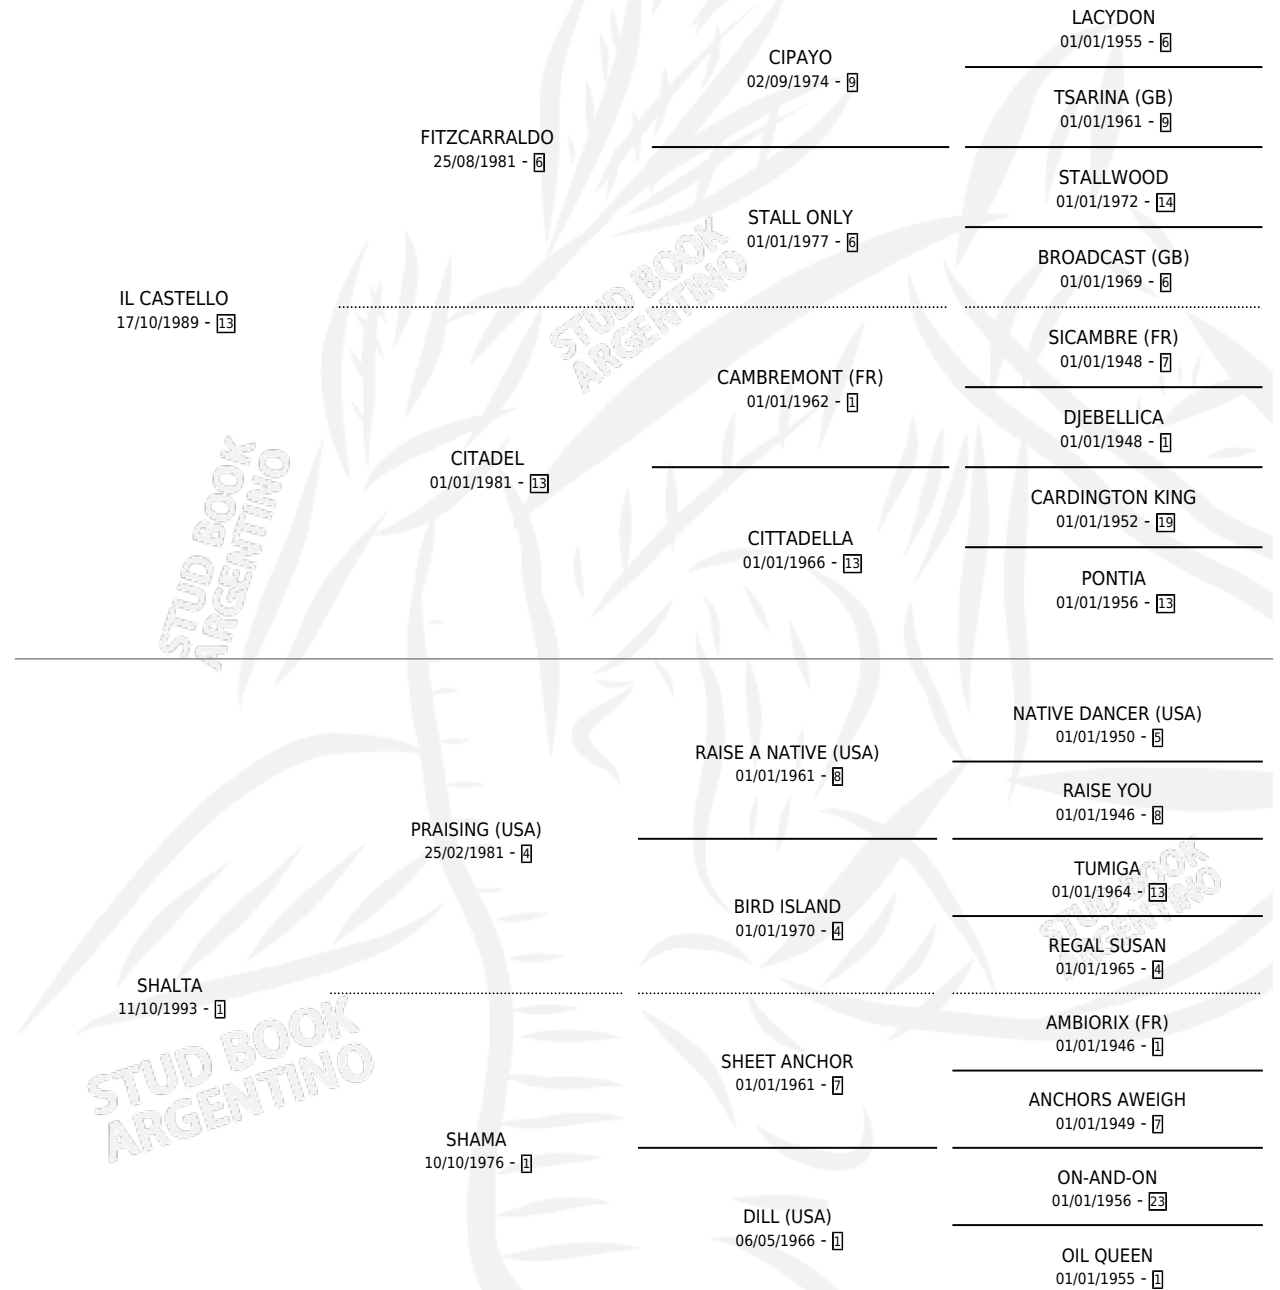 LACYDON
01/01/1955 - 6
CIPAYO
02/09/1974 - 9
TSARINA (GB)
01/01/1961 - 9
FITZCARRALDO
25/08/1981 - 6
STALLWOOD
01/01/1972 - 14
STALL ONLY
01/01/1977 - 6
BROADCAST (GB)
01/01/1969 - 6
IL CASTELLO
17/10/1989 - 13
SICAMBRE (FR)
01/01/1948 - 7
CAMBREMONT (FR)
01/01/1962 - 1
DJEBELLICA
01/01/1948 - 1
CITADEL
01/01/1981 - 13
CARDINGTON KING
01/01/1952 - 19
CITTADELLA
01/01/1966 - 13
PONTIA
01/01/1956 - 13
NATIVE DANCER (USA)
01/01/1950 - 5
RAISE A NATIVE (USA)
01/01/1961 - 8
RAISE YOU
01/01/1946 - 8
PRAISING (USA)
25/02/1981 - 4
TUMIGA
01/01/1964 - 13
BIRD ISLAND
01/01/1970 - 4
REGAL SUSAN
01/01/1965 - 4
SHALTA
11/10/1993 - 1
AMBIORIX (FR)
01/01/1946 - 1
SHEET ANCHOR
01/01/1961 - 7
ANCHORS AWEIGH
01/01/1949 - 7
SHAMA
10/10/1976 - 1
ON-AND-ON
01/01/1956 - 23
DILL (USA)
06/05/1966 - 1
OIL QUEEN
01/01/1955 - 1
STUD BOOK
ARGENTINO
STUD BOOK
ARGENTINO
STUD BOOK
ARGENTINO
STUD BOOK
ARGENTINO